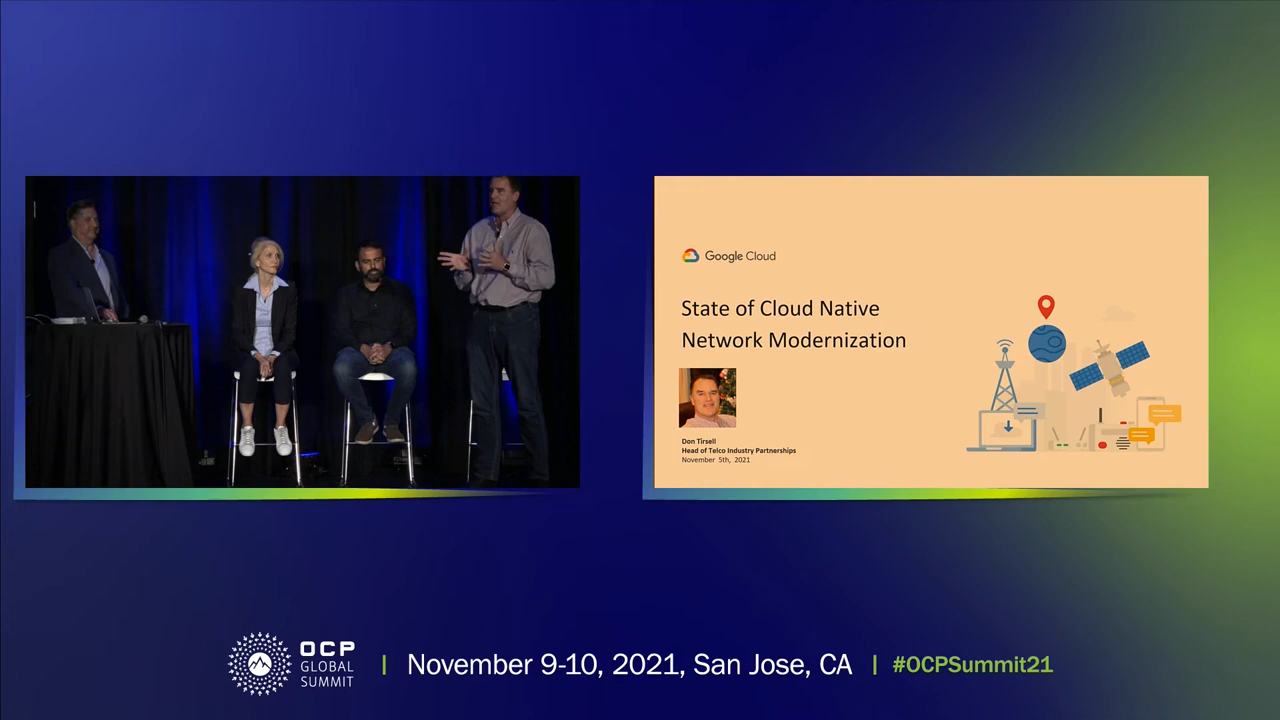 Google Cloud
State of Cloud Native
Network Modernization
Don Tirsell
Head of Telco Industry Partnerships
November 5th, 2021
OCP
GLOBAL
SUMMIT
November 9-10, 2021, San Jose, CA
#OCPSummit21